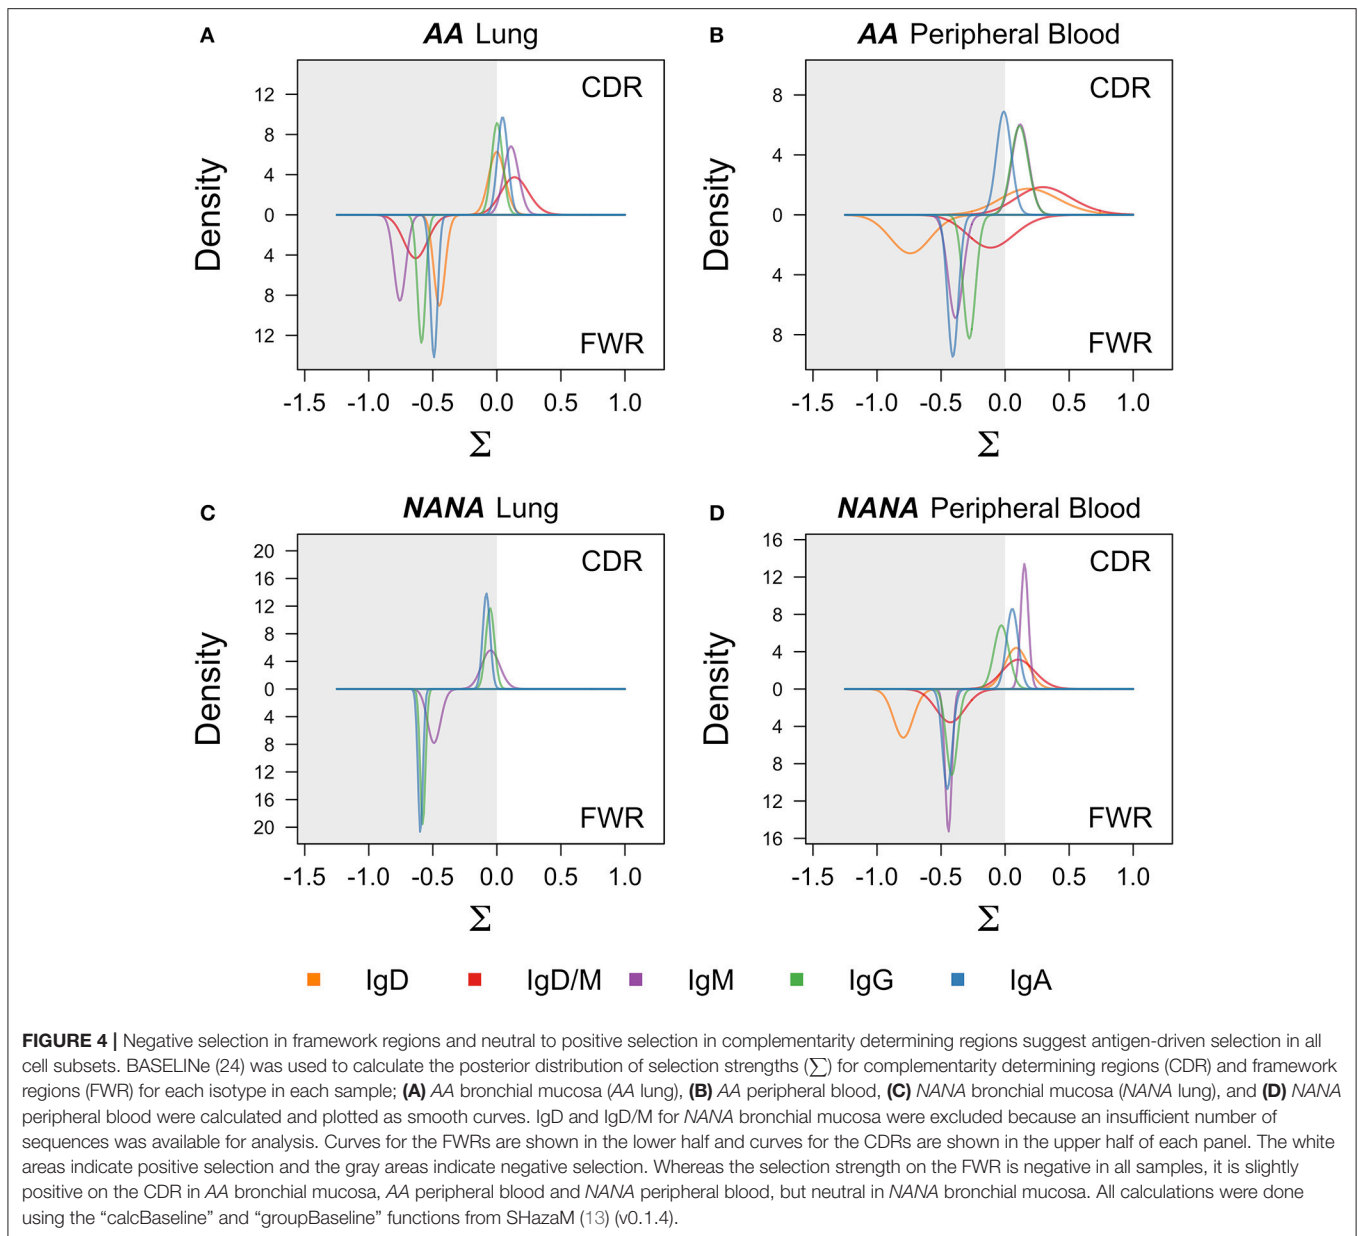 A
AA Lung
12
8
4
0
4
8
12
Density
CDR
FWR
-1.5 -1.0 -0.5 0.0 0.5 1.0
Σ
B
AA Peripheral Blood
8
4
0
4
8
Density
CDR
FWR
-1.5 -1.0 -0.5 0.0 0.5 1.0
Σ
C
NANA Lung
20
16
12
8
4
0
4
8
12
16
20
Density
CDR
FWR
-1.5 -1.0 -0.5 0.0 0.5 1.0
Σ
D
NANA Peripheral Blood
16
12
8
4
0
4
8
12
16
Density
CDR
FWR
-1.5 -1.0 -0.5 0.0 0.5 1.0
Σ
IgD IgD/M IgM IgG IgA
FIGURE 4 | Negative selection in framework regions and neutral to positive selection in complementarity determining regions suggest antigen-driven selection in all
cell subsets. BASELINe (24) was used to calculate the posterior distribution of selection strengths (∑) for complementarity determining regions (CDR) and framework
regions (FWR) for each isotype in each sample; (A) AA bronchial mucosa (AA lung), (B) AA peripheral blood, (C) NANA bronchial mucosa (NANA lung), and (D) NANA
peripheral blood were calculated and plotted as smooth curves. IgD and IgD/M for NANA bronchial mucosa were excluded because an insufficient number of
sequences was available for analysis. Curves for the FWRs are shown in the lower half and curves for the CDRs are shown in the upper half of each panel. The white
areas indicate positive selection and the gray areas indicate negative selection. Whereas the selection strength on the FWR is negative in all samples, it is slightly
positive on the CDR in AA bronchial mucosa, AA peripheral blood and NANA peripheral blood, but neutral in NANA bronchial mucosa. All calculations were done
using the “calcBaseline” and “groupBaseline” functions from SHazaM (13) (v0.1.4).